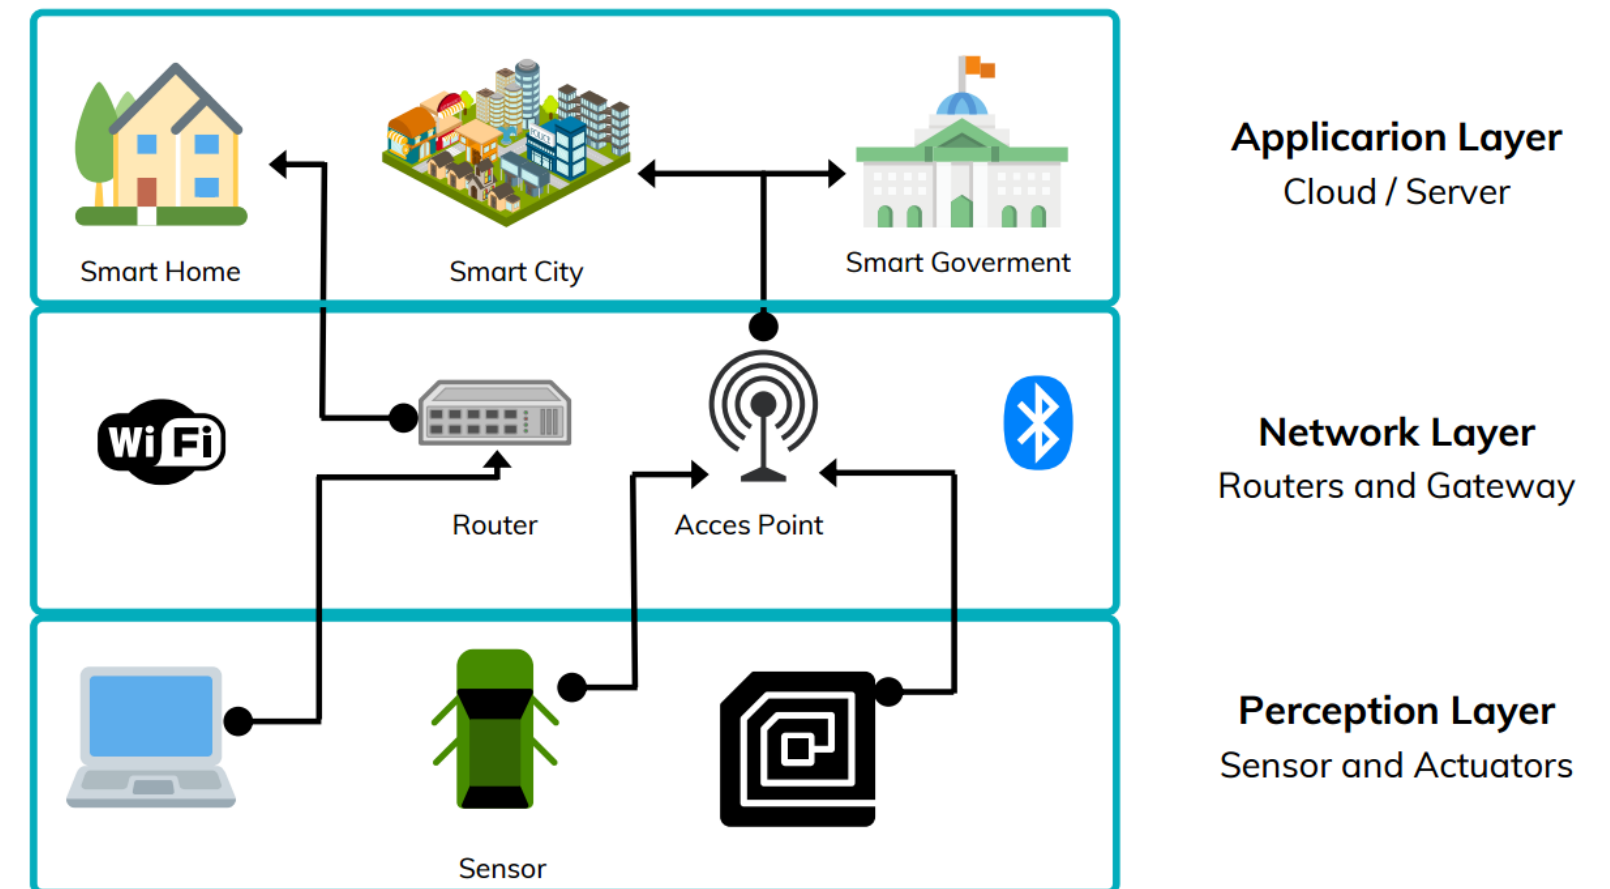 Applicarion Layer
Cloud / Server
POLICE
Smart Home
Smart City
Smart Goverment
Wi Fi
Router
Acces Point
Network Layer
Routers and Gateway
Perception Layer
Sensor and Actuators
Sensor